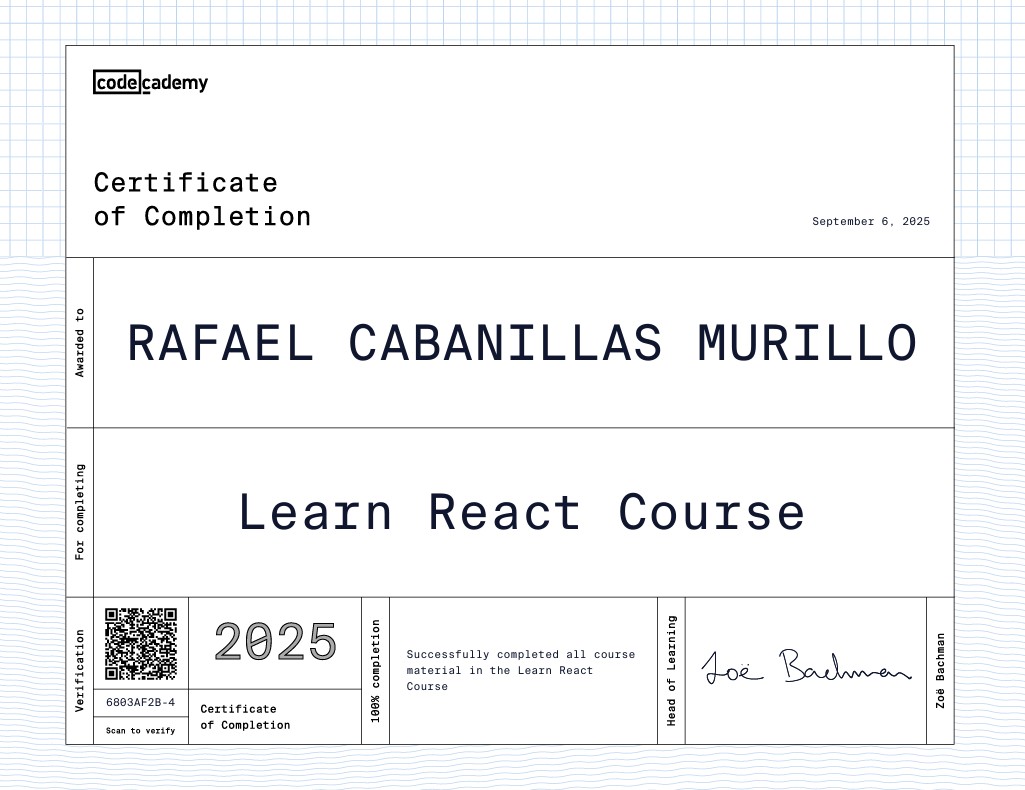 codecademy
Certificate
of Completion
September 6, 2025
Awarded to
RAFAEL CABANILLAS MURILLO
For completing
Learn React Course
Verification
6803AF2B-4
Scan to verify
2025
Certificate
of Completion
100% completion
Successfully completed all course
material in the Learn React
Course
Head of Learning
Zoë Bachman
Zoë Bachman